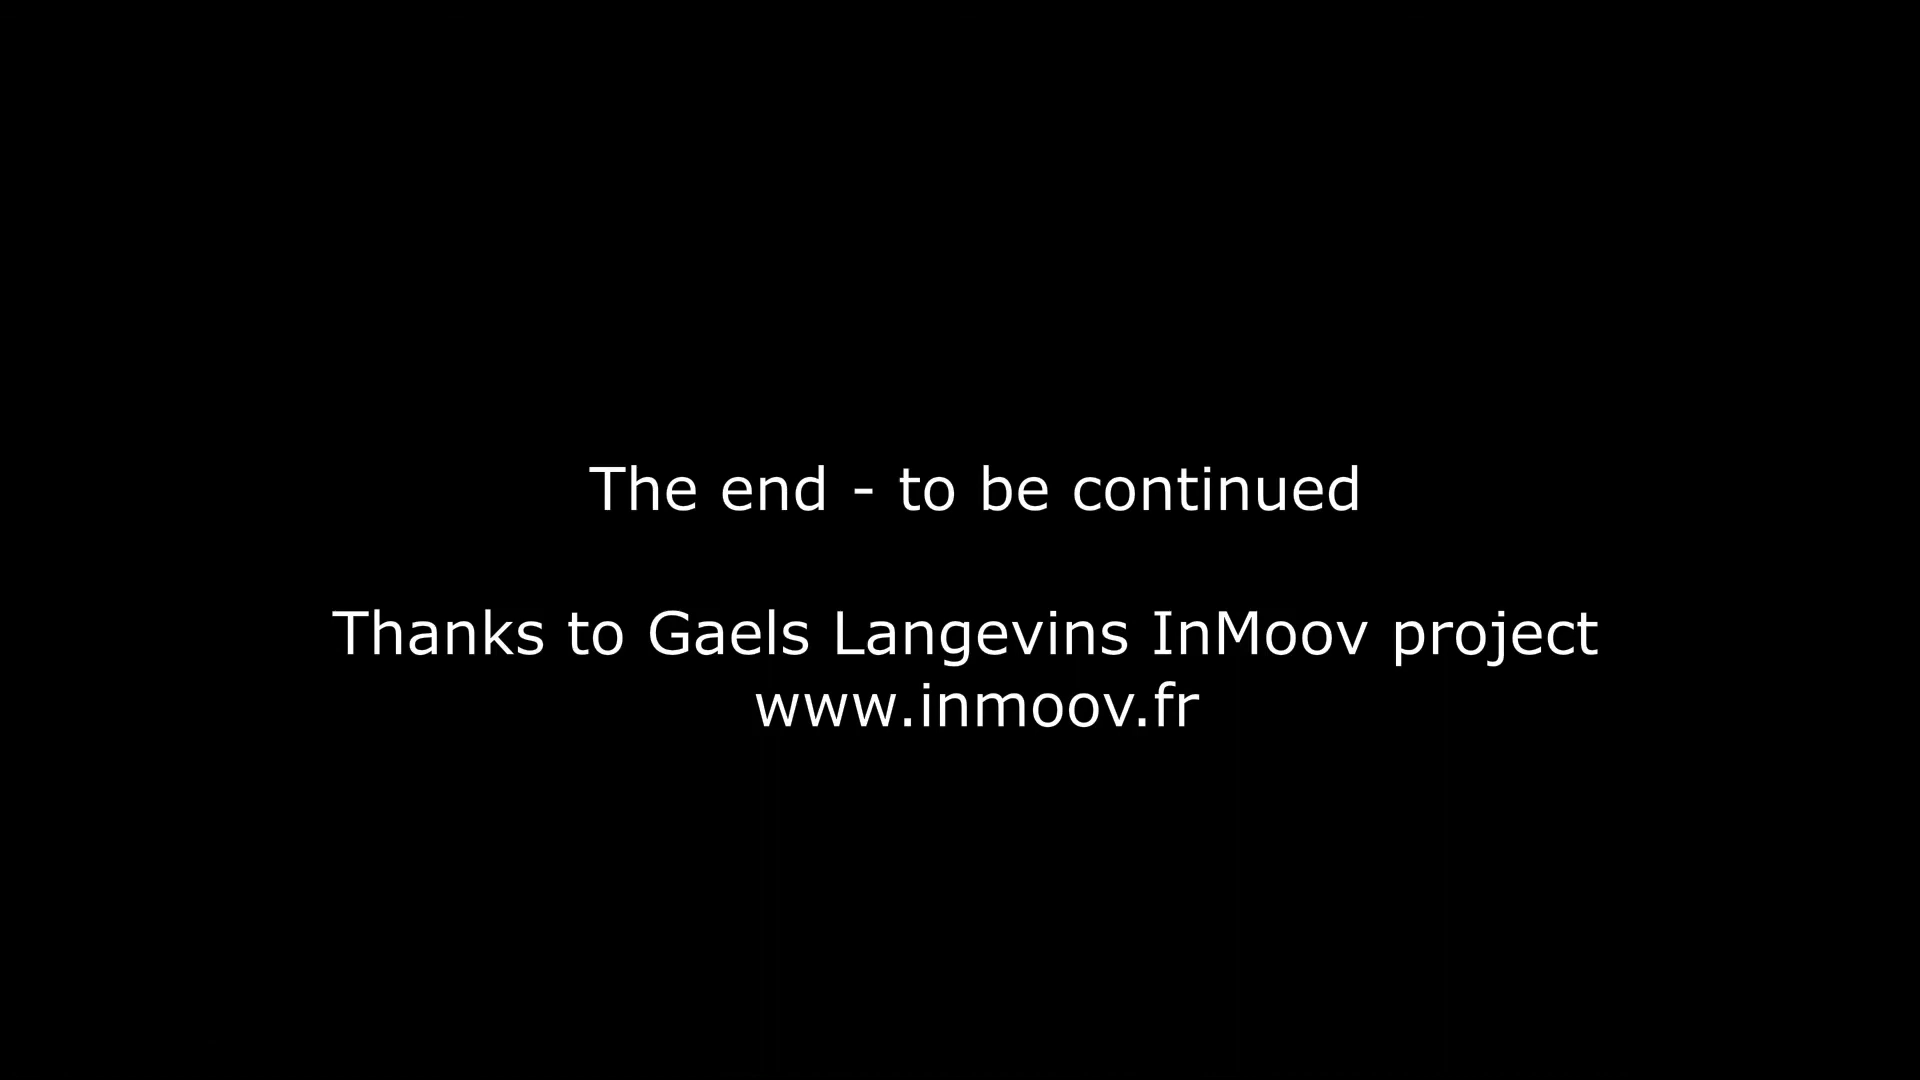 The end - to be continued
Thanks to Gaels Langevins InMoov project
www.inmoov.fr